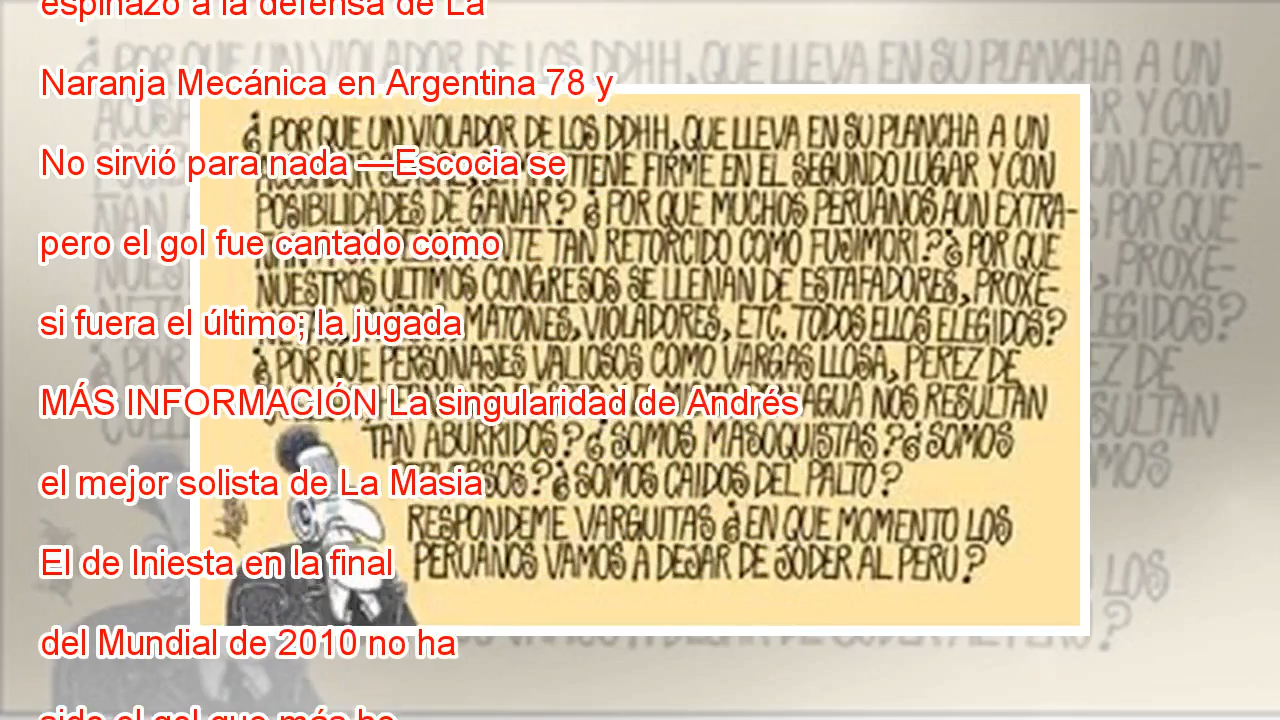 espinazo a la defensa de La
Naranja Mecánica en Argentina 78 y
No sirvió para nada —Escocia se
pero el gol fue cantado como
si fuera el último; la jugada
MÁS INFORMACIÓN La singularidad de Andrés
el mejor solista de La Masia
El de Iniesta en la final
del Mundial de 2010 no ha
sido el gol que más he
¿POR QUE UN VIOLADOR DE LOS DDHH, QUE LLEVA EN SU PLANCHA A UN
TIENE FIRME EN EL SEGUNDO LUGAR Y CON
POSIBILIDADES DE GANAR? ¿POR QUE MUCHOS PERUANOS AUN EXTRA-
TAN RETORCIDO COMO FUJIMORI? ¿POR QUE
NUESTROS ULTIMOS CONGRESOS SE LLENAN DE ESTAFADORES, PROXE-
MATONES, VIOLADORES, ETC. TODOS ELLOS ELEGIDOS?
¿POR QUE PERSONAJES VALIOSOS COMO VARGAS LLOSA, PEREZ DE
NOS RESULTAN
TAN ABURRIDOS? ¿SOMOS MASOQUISTAS? ¿SOMOS
¿SOMOS CAIDOS DEL PALTO?
RESPONDEME VARGUITAS ¿EN QUE MOMENTO LOS
PERUANOS VAMOS A DEJAR DE JODER AL PERU?